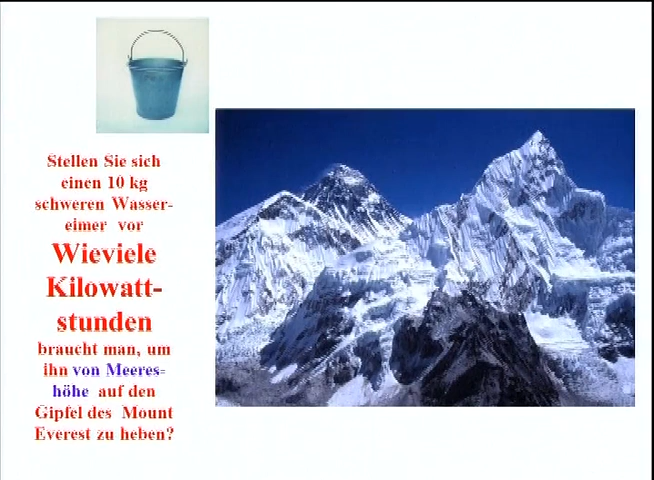 Stellen Sie sich
einen 10 kg
schweren Wasser-
eimer vor
Wieviele
Kilowatt-
stunden
braucht man, um
ihn von Meeres-
höhe auf den
Gipfel des Mount
Everest zu heben?